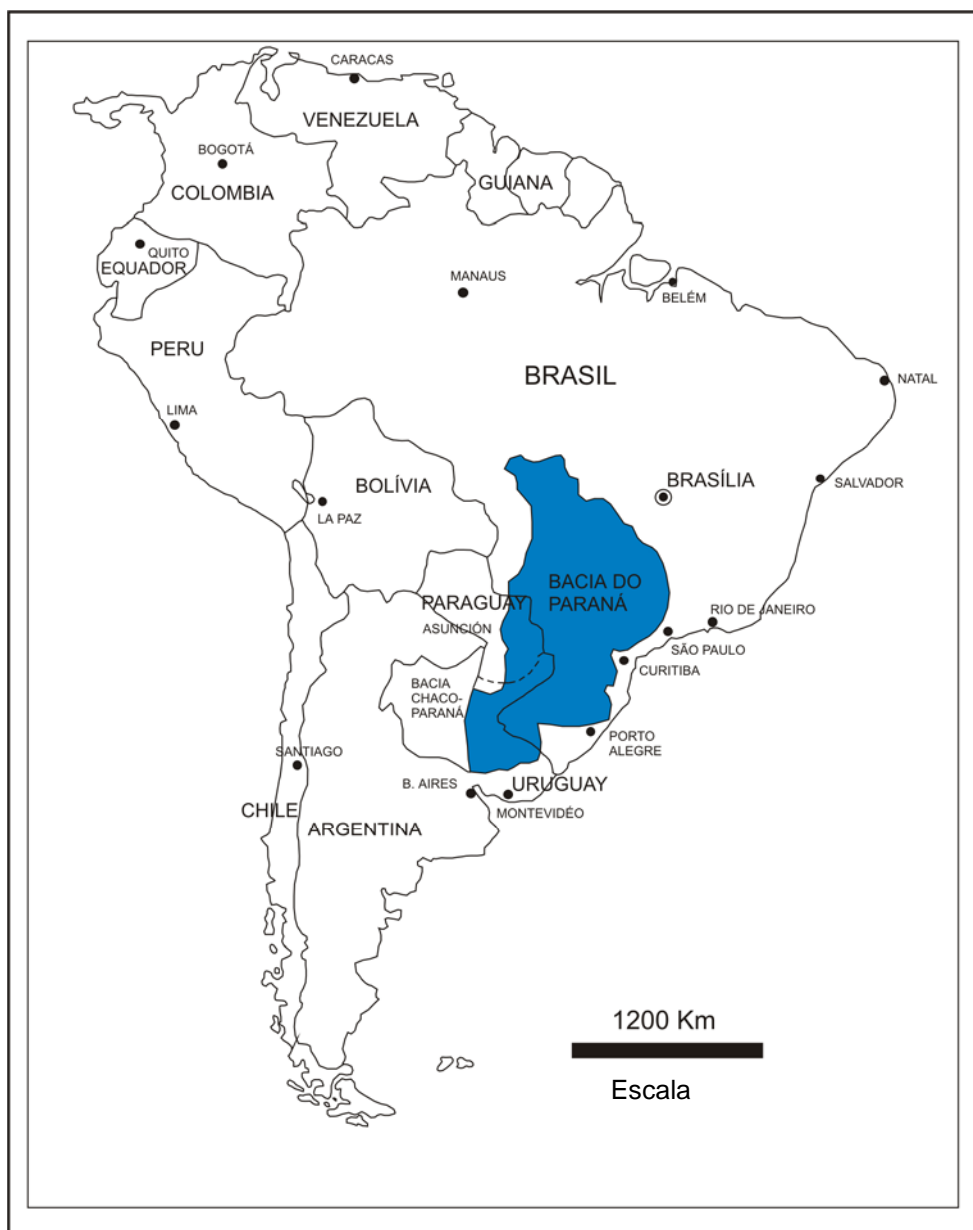 CARACAS
VENEZUELA
BOGOTÁ
COLOMBIA
GUIANA
QUITO
EQUADOR
MANAUS
BELÉM
PERU
BRASIL
NATAL
LIMA
BOLÍVIA
BRASÍLIA
SALVADOR
LA PAZ
BACIA DO
PARANÁ
PARAGUAY
RIO DE JANEIRO
ASUNCIÓN
SÃO PAULO
CURITIBA
BACIA
CHACO-
PARANÁ
PORTO
ALEGRE
SANTIAGO
B. AIRES
URUGUAY
MONTEVIDÉO
CHILE
ARGENTINA
1200 Km
Escala